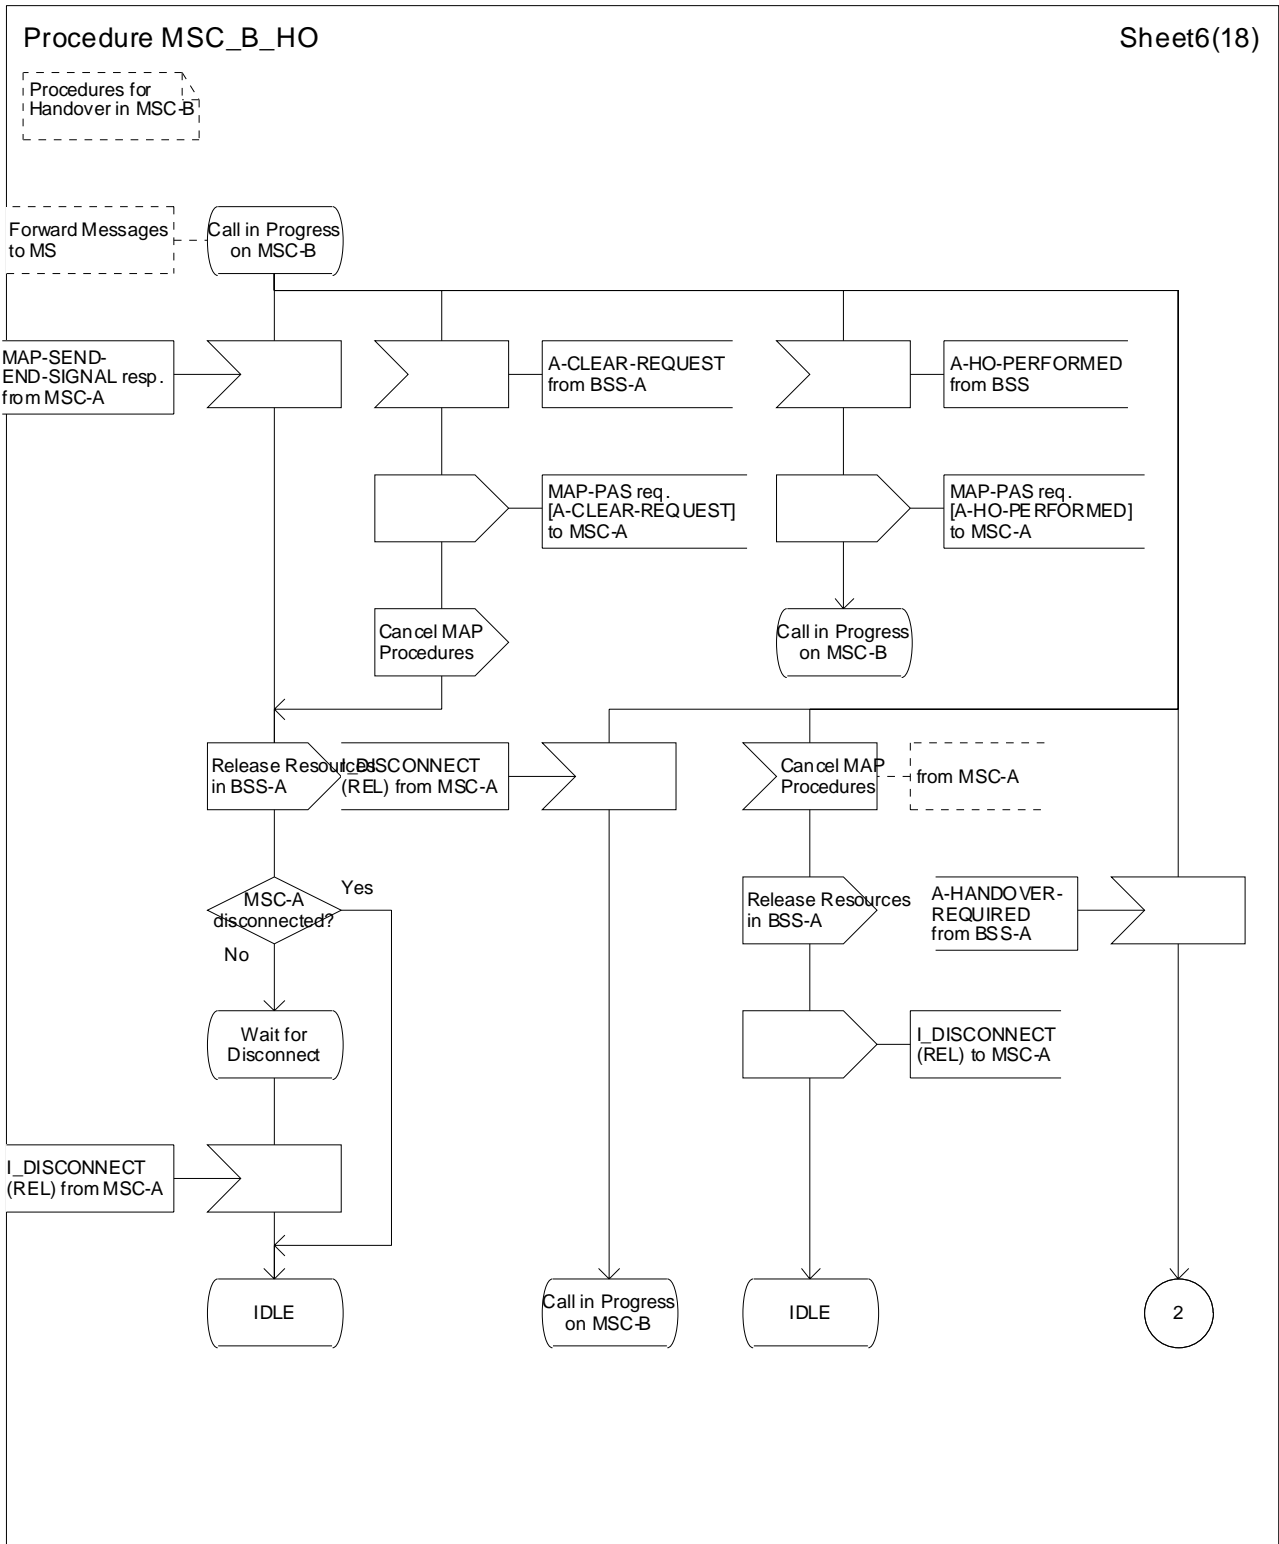 Procedure MSC_B_HO
Sheet6(18)
Procedures for
Handover in MSC-B
Forward Messages
to MS
Call in Progress
on MSC-B
MAP-SEND-
END-SIGNAL resp.
from MSC-A
A-CLEAR-REQUEST
from BSS-A
A-HO-PERFORMED
from BSS
MAP-PAS req.
[A-CLEAR-REQUEST]
to MSC-A
MAP-PAS req.
[A-HO-PERFORMED]
to MSC-A
Cancel MAP
Procedures
Call in Progress
on MSC-B
Release Resources
in BSS-A
I_DISCONNECT
(REL) from MSC-A
Cancel MAP
Procedures
from MSC-A
MSC-A
disconnected?
Yes
No
Release Resources
in BSS-A
A-HANDOVER-
REQUIRED
from BSS-A
Wait for
Disconnect
I_DISCONNECT
(REL) to MSC-A
I_DISCONNECT
(REL) from MSC-A
IDLE
Call in Progress
on MSC-B
IDLE
2